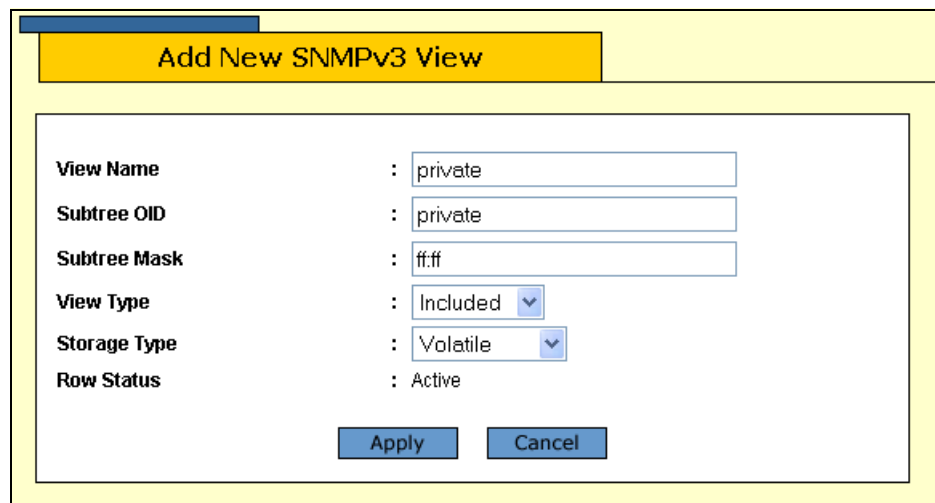 Add New SNMPv3 View
View Name : private
Subtree OID : private
Subtree Mask : ff:ff
View Type : Included
Storage Type : Volatile
Row Status : Active
Apply Cancel